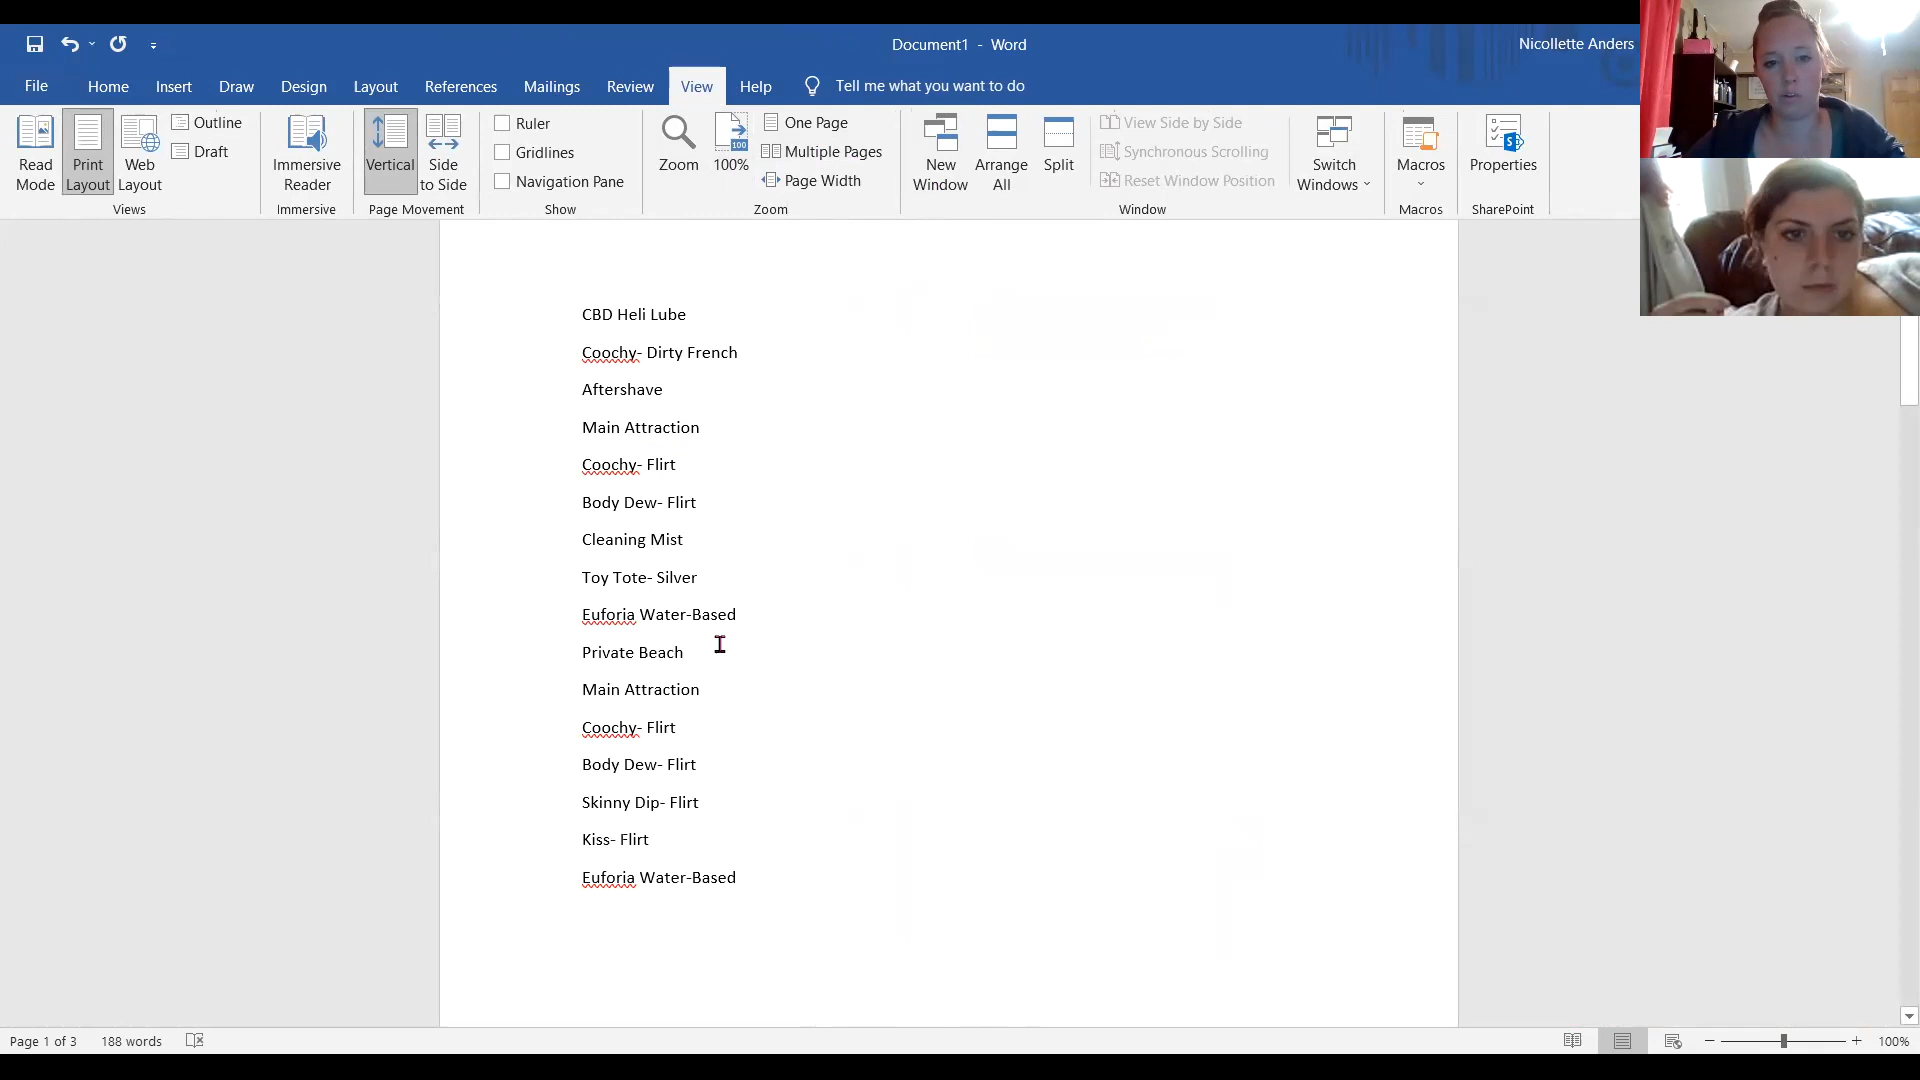 Document1 - Word
Nicollette Anders
File Home Insert Draw Design Layout References Mailings Review View Help Tell me what you want to do
Read Mode
Print Layout
Web Layout
Outline
Draft
Views
Immersive Reader
Immersive
Vertical
Side to Side
Page Movement
Ruler
Gridlines
Navigation Pane
Show
Zoom
100
100%
One Page
Multiple Pages
Page Width
Zoom
New Window
Arrange All
Split
View Side by Side
Synchronous Scrolling
Reset Window Position
Switch Windows
Window
Macros
Macros
S
Properties
SharePoint
CBD Heli Lube
Coochy- Dirty French
Aftershave
Main Attraction
Coochy- Flirt
Body Dew- Flirt
Cleaning Mist
Toy Tote- Silver
Euforia Water-Based
Private Beach
Main Attraction
Coochy- Flirt
Body Dew- Flirt
Skinny Dip- Flirt
Kiss- Flirt
Euforia Water-Based
Page 1 of 3 188 words 100%